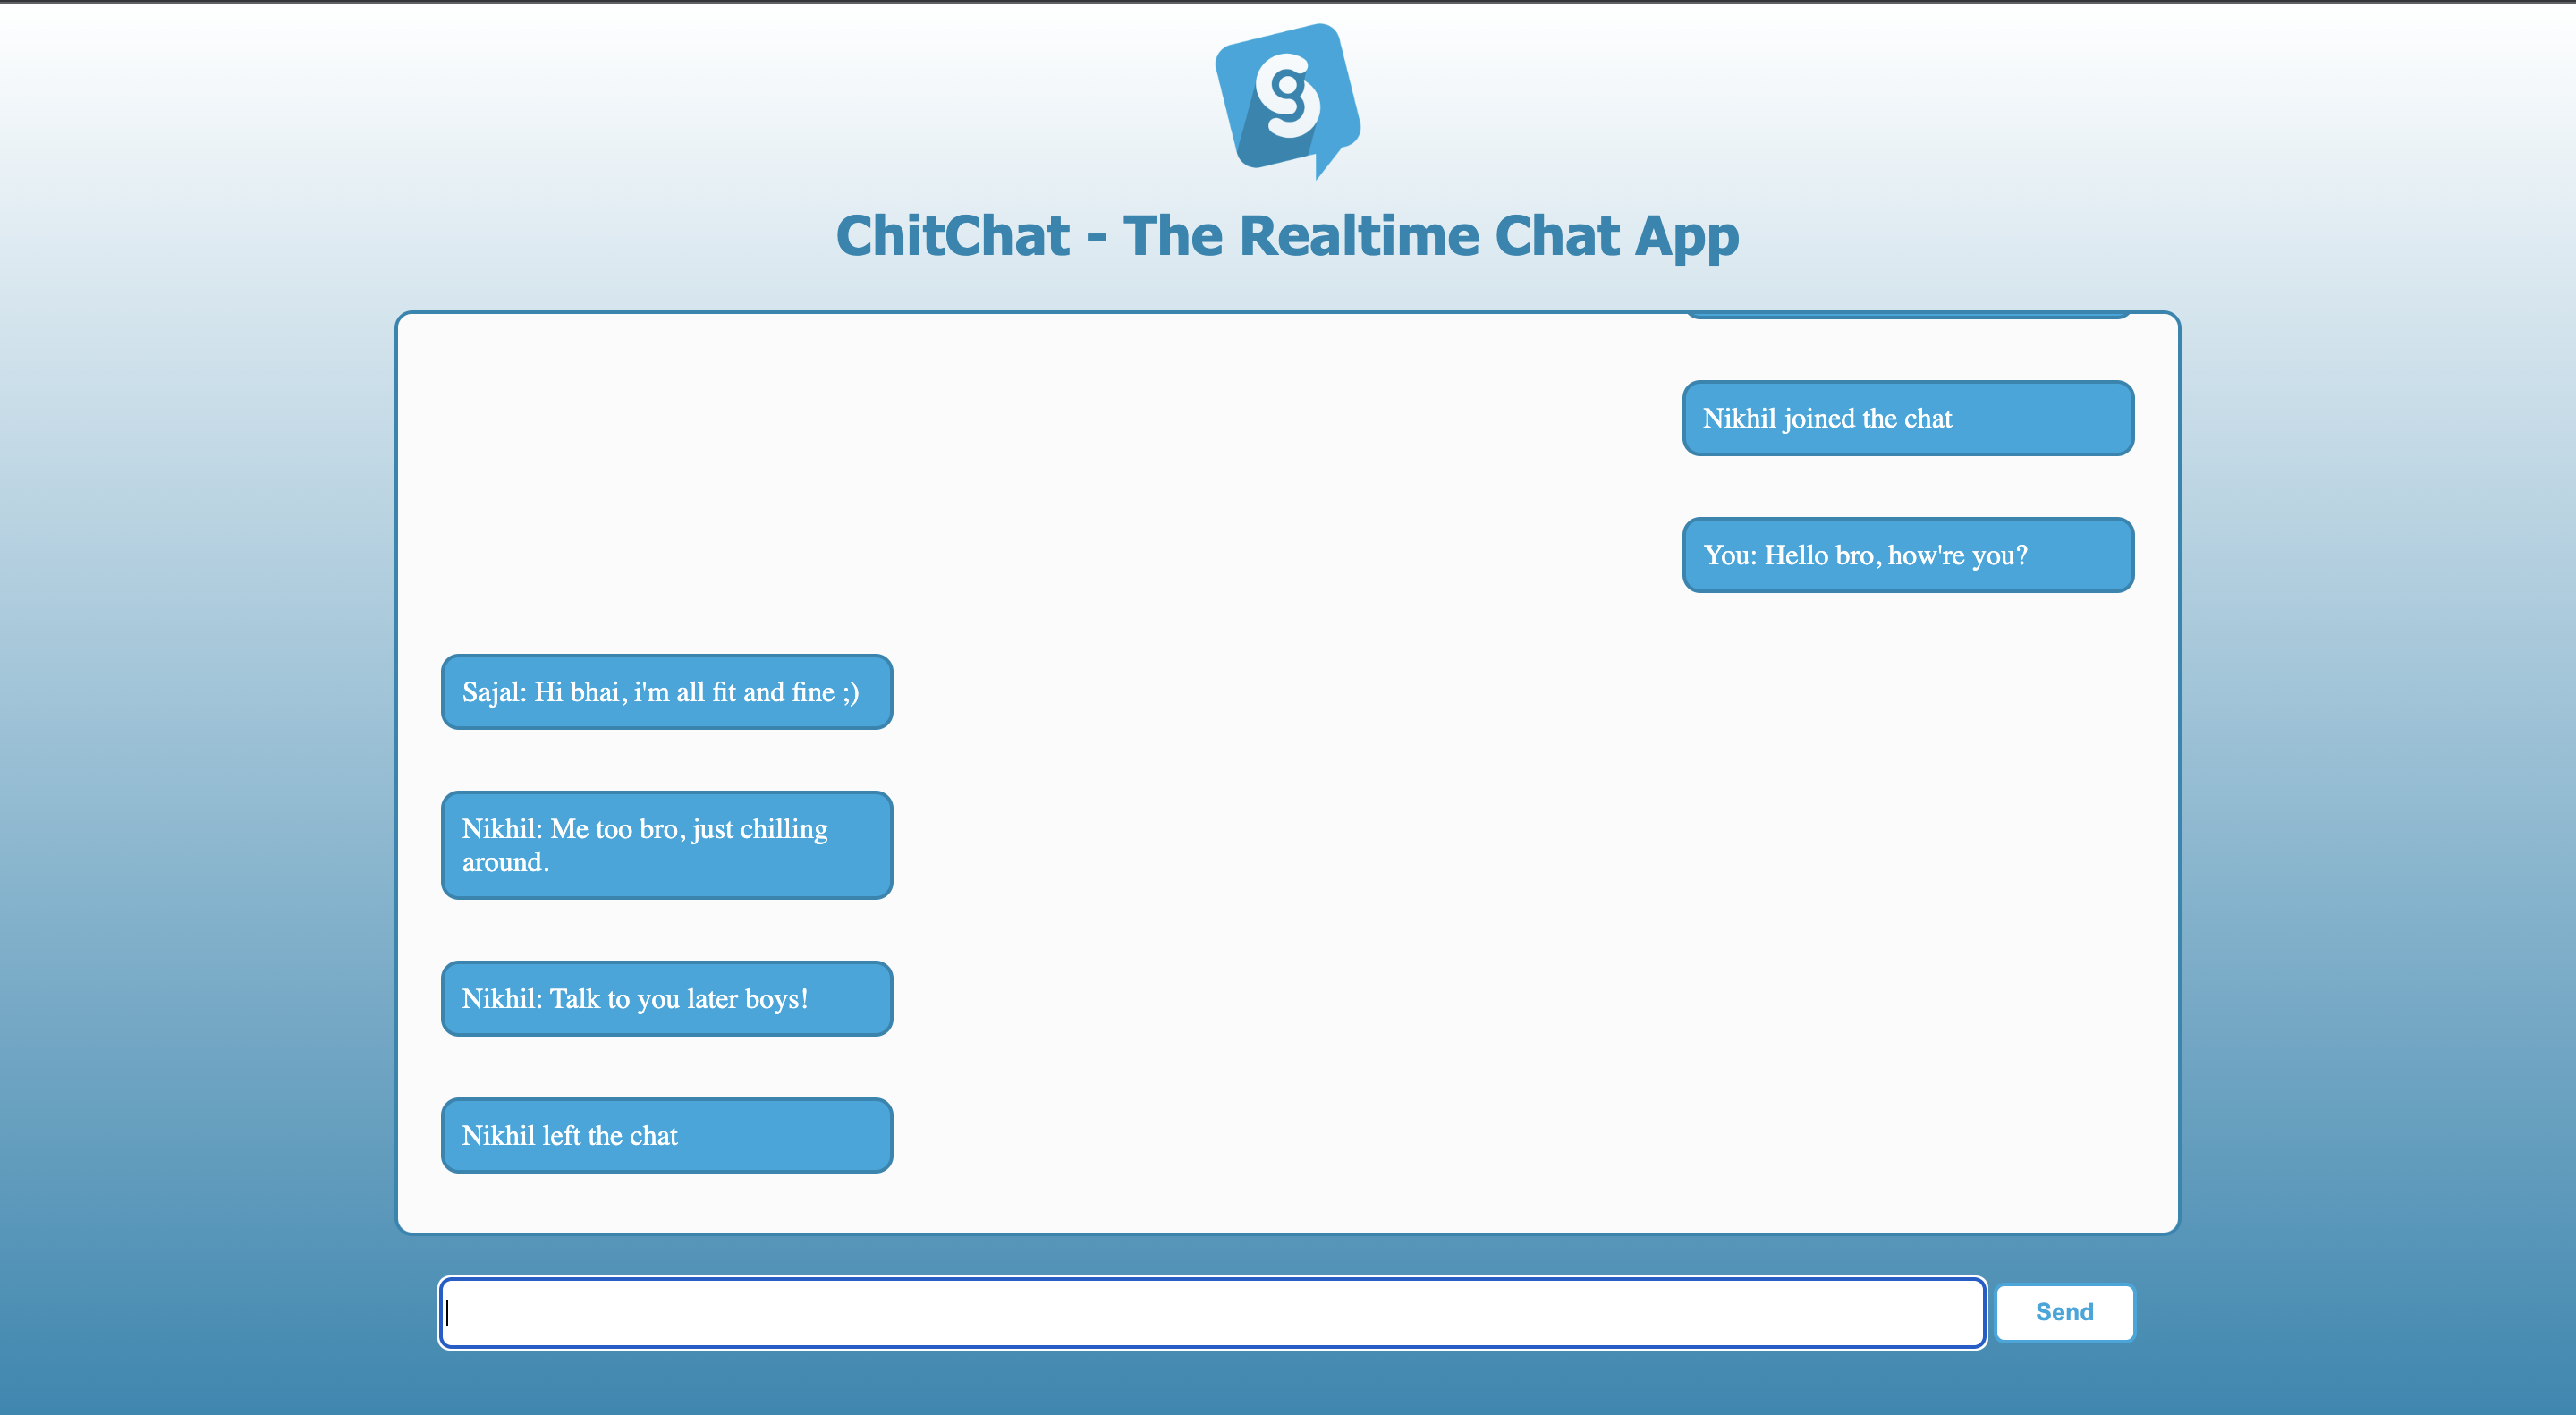 ChitChat - The Realtime Chat App
Nikhil joined the chat
You: Hello bro, how're you?
Sajal: Hi bhai, i'm all fit and fine ;)
Nikhil: Me too bro, just chilling
around.
Nikhil: Talk to you later boys!
Nikhil left the chat
Send